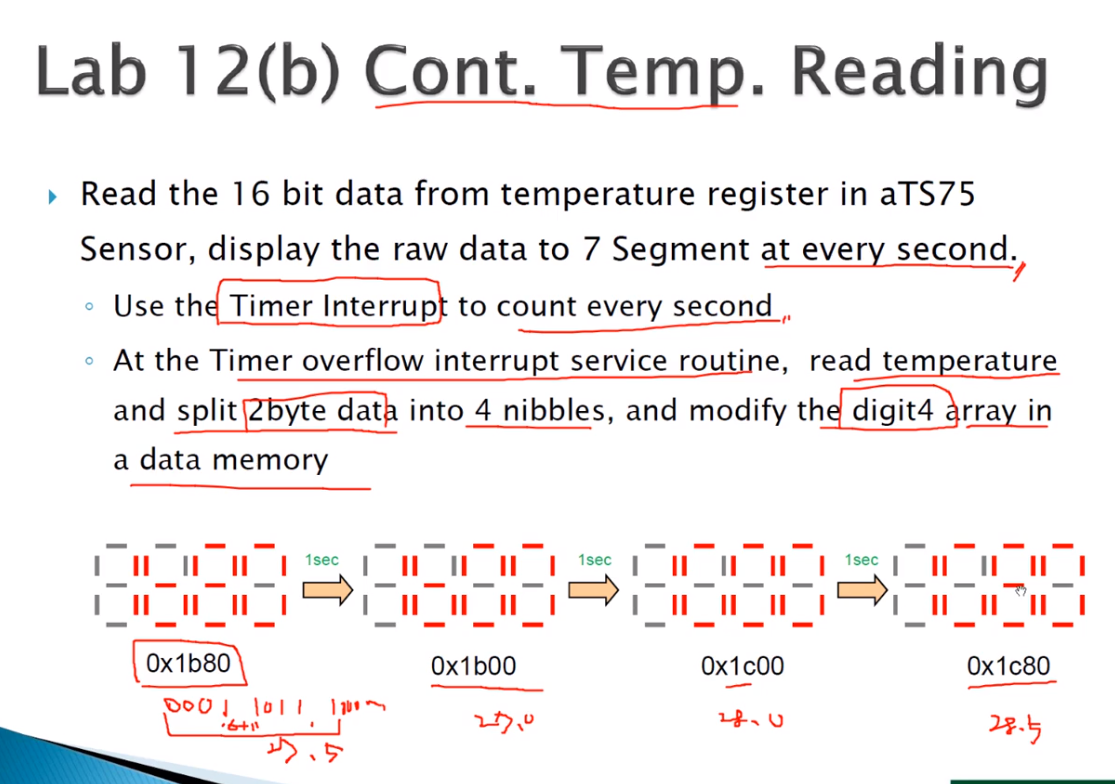 Lab 12(b) Cont. Temp. Reading
Read the 16 bit data from temperature register in aTS75
Sensor, display the raw data to 7 Segment at every second.
Use the Timer Interrupt to count every second
At the Timer overflow interrupt service routine, read temperature
and split 2byte data into 4 nibbles, and modify the digit4 array in
a data memory
1sec 1sec 1sec
0x1b80 0x1b00 0x1c00 0x1c80
0001 1011 . 1000
16+11
27.5 27.0 28.0 28.5